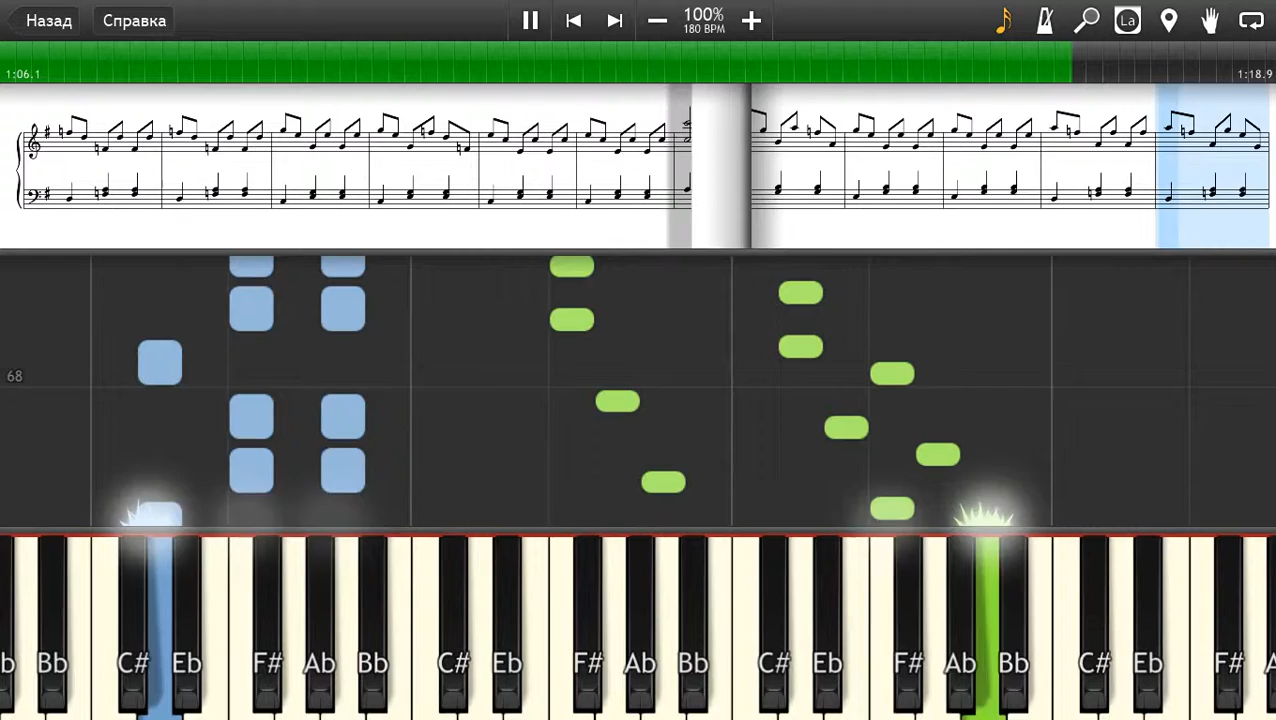 Назад Справка 100% La
180 BPM
1:06.1 1:18.9
68
b Bb C# Eb F# Ab Bb C# Eb F# Ab Bb C# Eb F# Ab Bb C# Eb F#